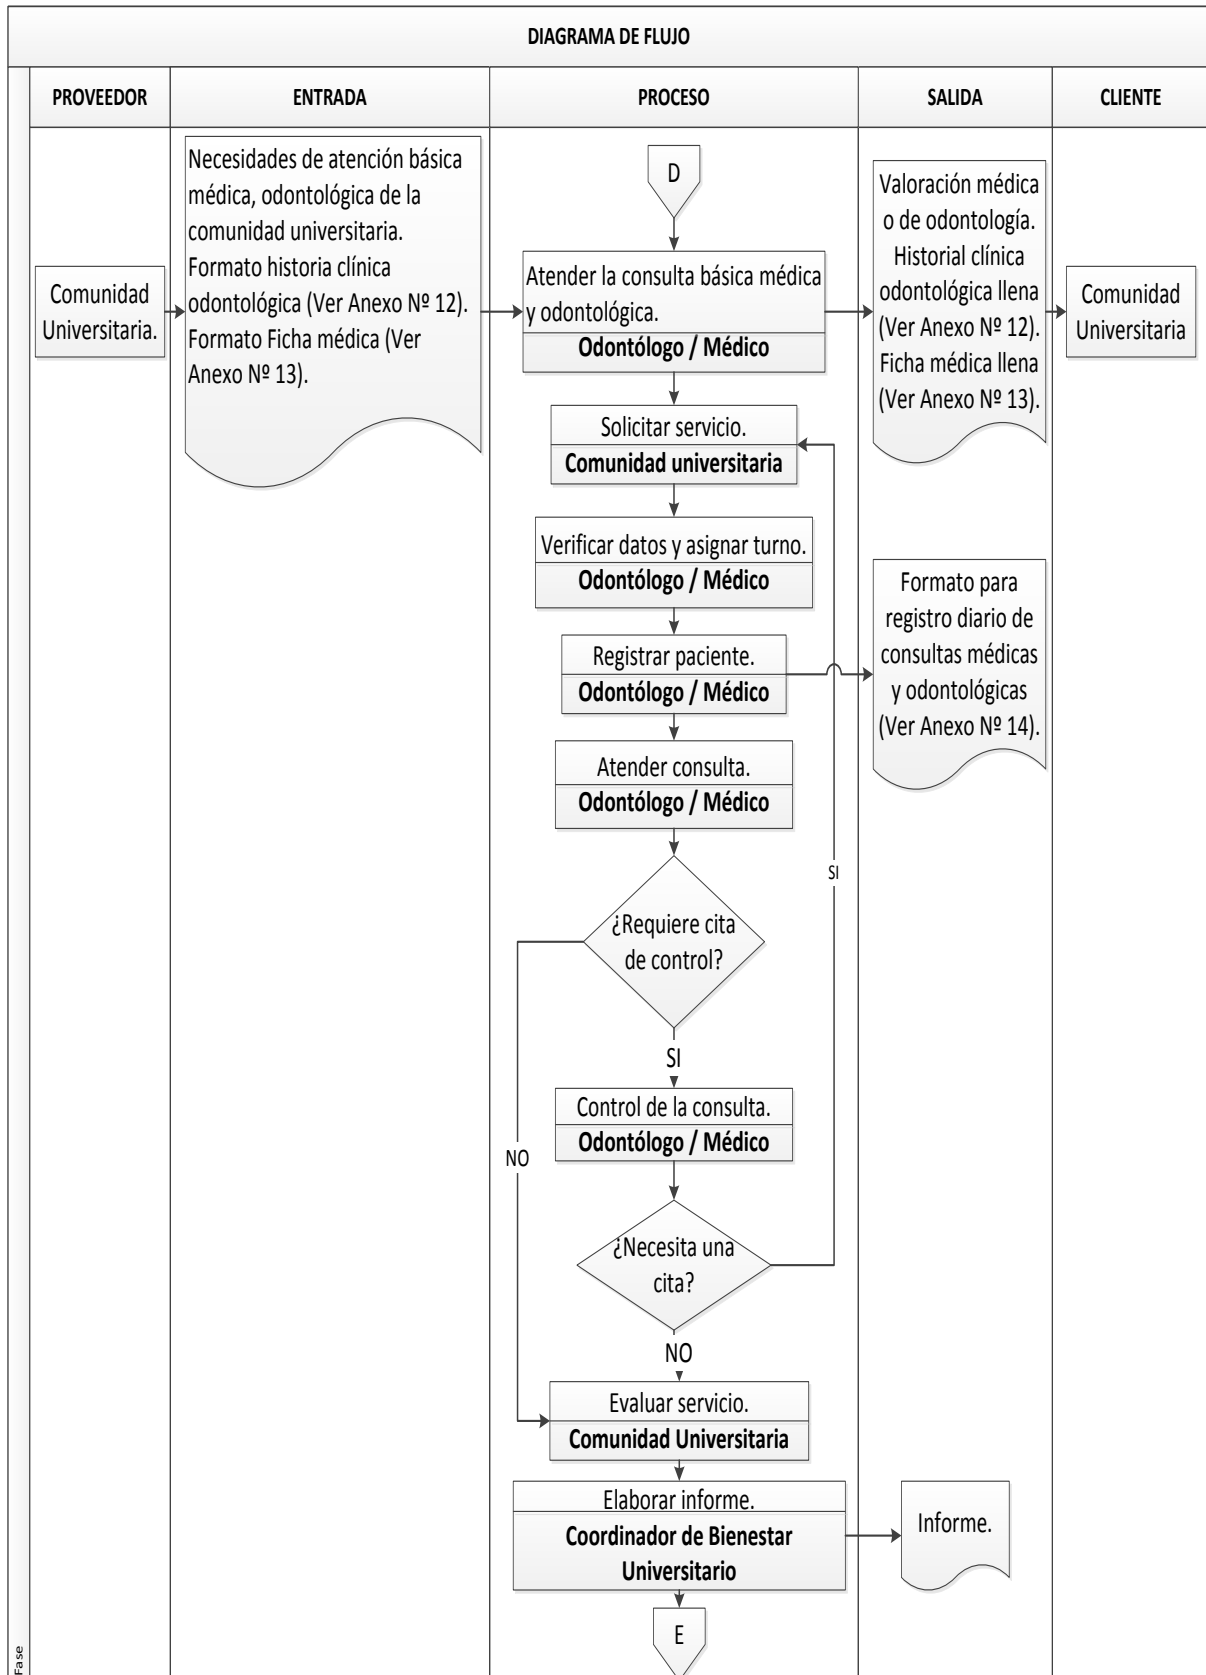 DIAGRAMA DE FLUJO
PROVEEDOR
ENTRADA
PROCESO
SALIDA
CLIENTE
Comunidad
Universitaria.
Necesidades de atención básica
médica, odontológica de la
comunidad universitaria.
Formato historia clínica
odontológica (Ver Anexo Nº 12).
Formato Ficha médica (Ver
Anexo Nº 13).
D
Atender la consulta básica médica
y odontológica.
Odontólogo / Médico
Valoración médica
o de odontología.
Historial clínica
odontológica llena
(Ver Anexo Nº 12).
Ficha médica llena
(Ver Anexo Nº 13).
Comunidad
Universitaria
Solicitar servicio.
Comunidad universitaria
Verificar datos y asignar turno.
Odontólogo / Médico
Registrar paciente.
Odontólogo / Médico
Formato para
registro diario de
consultas médicas
y odontológicas
(Ver Anexo Nº 14).
Atender consulta.
Odontólogo / Médico
SI
¿Requiere cita
de control?
SI
Control de la consulta.
Odontólogo / Médico
NO
¿Necesita una
cita?
NO
Evaluar servicio.
Comunidad Universitaria
Elaborar informe.
Coordinador de Bienestar
Universitario
Informe.
E
Fase